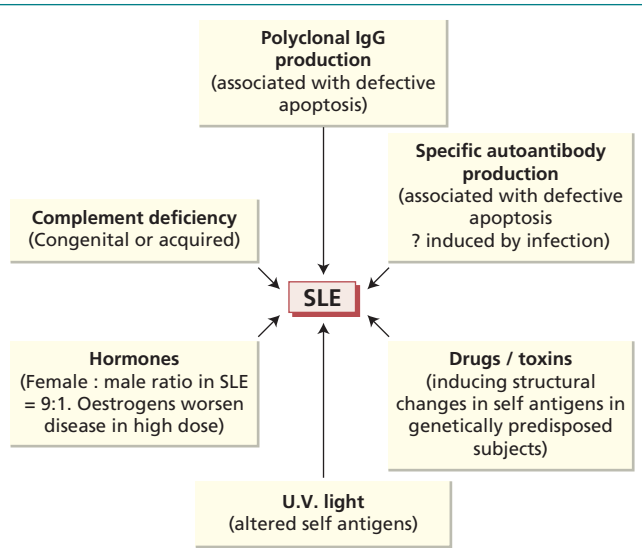 Polyclonal IgG
production
(associated with defective
apoptosis)
Specific autoantibody
production
(associated with defective
apoptosis
? induced by infection)
Complement deficiency
(Congenital or acquired)
SLE
Hormones
(Female : male ratio in SLE
= 9:1. Oestrogens worsen
disease in high dose)
Drugs / toxins
(inducing structural
changes in self antigens in
genetically predisposed
subjects)
U.V. light
(altered self antigens)